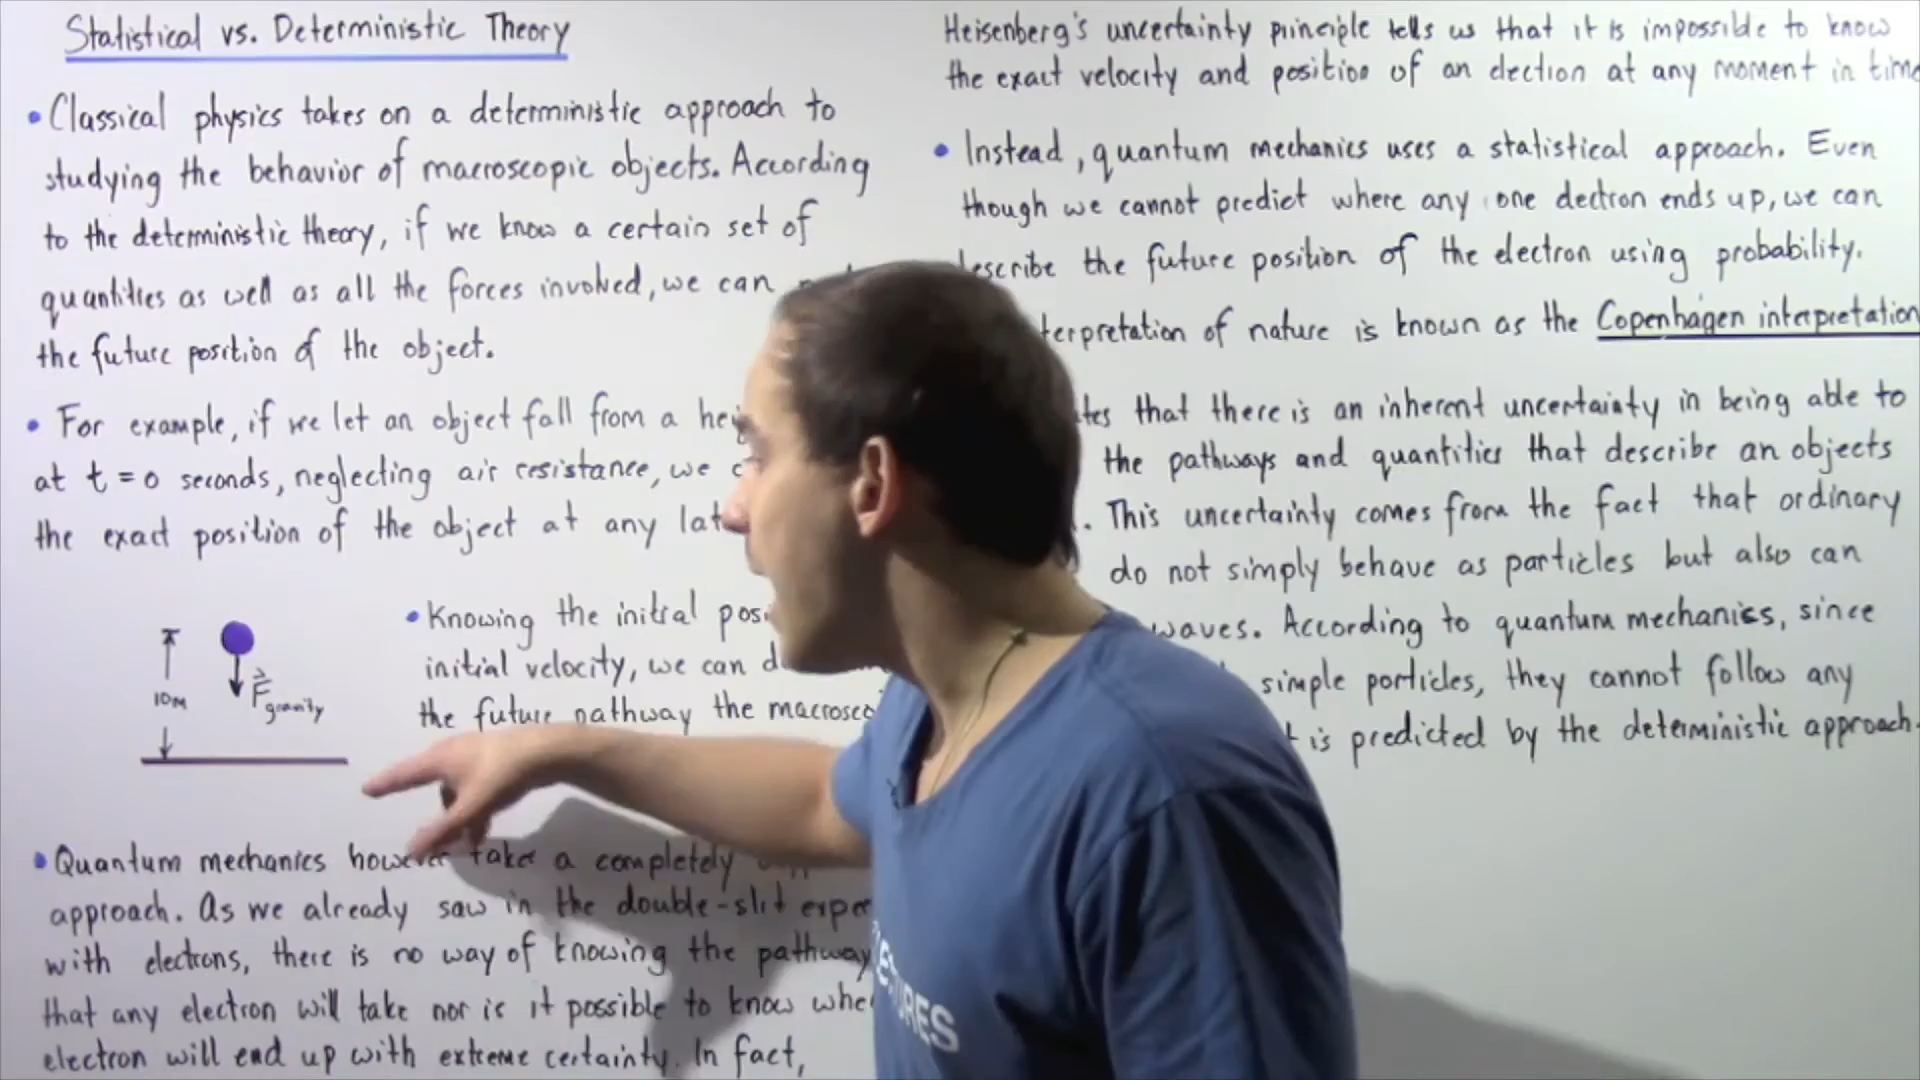 Statistical vs. Deterministic Theory
• Classical physics takes on a deterministic approach to
studying the behavior of macroscopic objects. According
to the deterministic theory, if we know a certain set of
quantities as well as all the forces involved, we can
the future position of the object.
• For example, if we let an object fall from a
at t = 0 seconds, neglecting air resistance, we
the exact position of the object at any
10m
F gravity
• Knowing the initial
initial velocity, we can
the future pathway the
• Quantum mechanics however takes a completely
approach. As we already saw in the double-slit
with electrons, there is no way of knowing the pathway
that any electron will take nor is it possible to know
electron will end up with extreme certainty. In fact,
Heisenberg's uncertainty principle tells us that it is impossible to know
the exact velocity and position of an electron at any moment in
• Instead, quantum mechanics uses a statistical approach. Even
though we cannot predict where any one electron ends up, we can
describe the future position of the electron using probability.
of nature is known as the Copenhagen interpretation
that there is an inherent uncertainty in being able to
the pathways and quantities that describe an objects
. This uncertainty comes from the fact that ordinary
do not simply behave as particles but also can
waves. According to quantum mechanics, since
simple particles, they cannot follow any
is predicted by the deterministic approach.